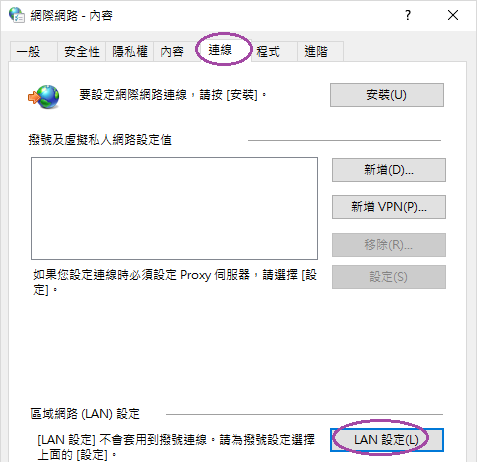 網際網路 - 內容
一般 安全性 隱私權 內容 連線 程式 進階
要設定網際網路連線，請按 [安裝]。
安裝(U)
撥號及虛擬私人網路設定值
新增(D)...
新增 VPN(P)...
移除(R)...
設定(S)
如果您設定連線時必須設定 Proxy 伺服器，請選擇 [設
定]。
區域網路 (LAN) 設定
[LAN 設定] 不會套用到撥號連線。請為撥號設定選擇
上面的 [設定]。
LAN 設定(L)